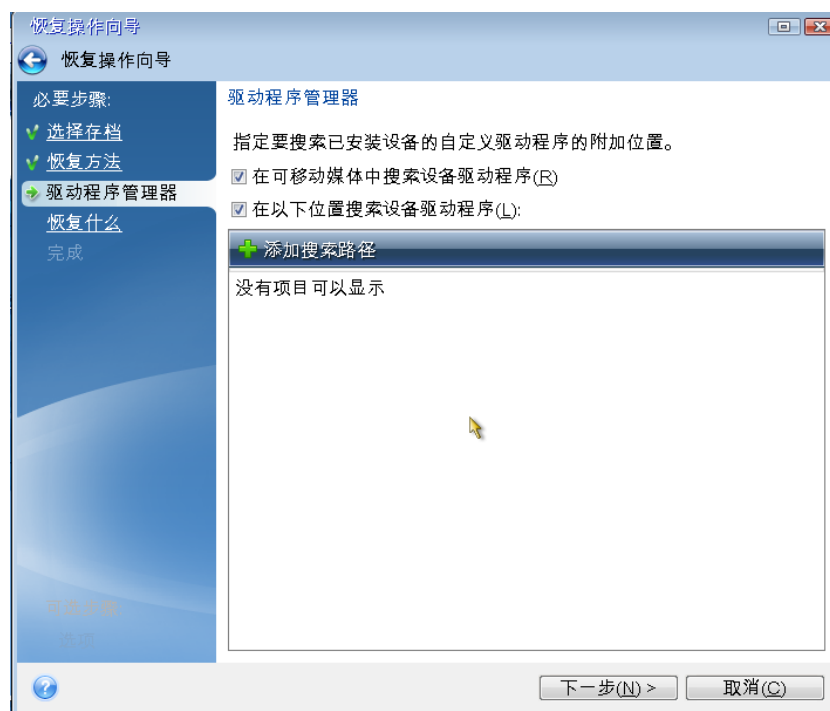 恢复操作向导
恢复操作向导
必要步骤:
选择存档
恢复方法
驱动程序管理器
恢复什么
完成
选项
驱动程序管理器
指定要搜索已安装设备的自定义驱动程序的附加位置。
在可移动媒体中搜索设备驱动程序(R)
在以下位置搜索设备驱动程序(L):
添加搜索路径
没有项目可以显示
下一步(N) >
取消(C)